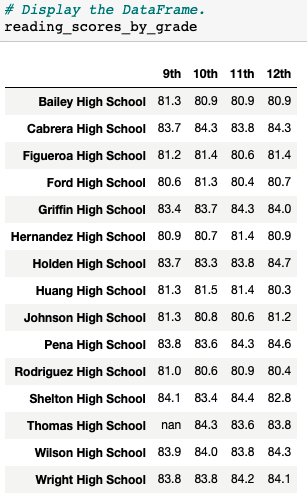 # Display the DataFrame.
reading_scores_by_grade
9th 10th 11th 12th
Bailey High School 81.3 80.9 80.9 80.9
Cabrera High School 83.7 84.3 83.8 84.3
Figueroa High School 81.2 81.4 80.6 81.4
Ford High School 80.6 81.3 80.4 80.7
Griffin High School 83.4 83.7 84.3 84.0
Hernandez High School 80.9 80.7 81.4 80.9
Holden High School 83.7 83.3 83.8 84.7
Huang High School 81.3 81.5 81.4 80.3
Johnson High School 81.3 80.8 80.6 81.2
Pena High School 83.8 83.6 84.3 84.6
Rodriguez High School 81.0 80.6 80.9 80.4
Shelton High School 84.1 83.4 84.4 82.8
Thomas High School nan 84.3 83.6 83.8
Wilson High School 83.9 84.0 83.8 84.3
Wright High School 83.8 83.8 84.2 84.1